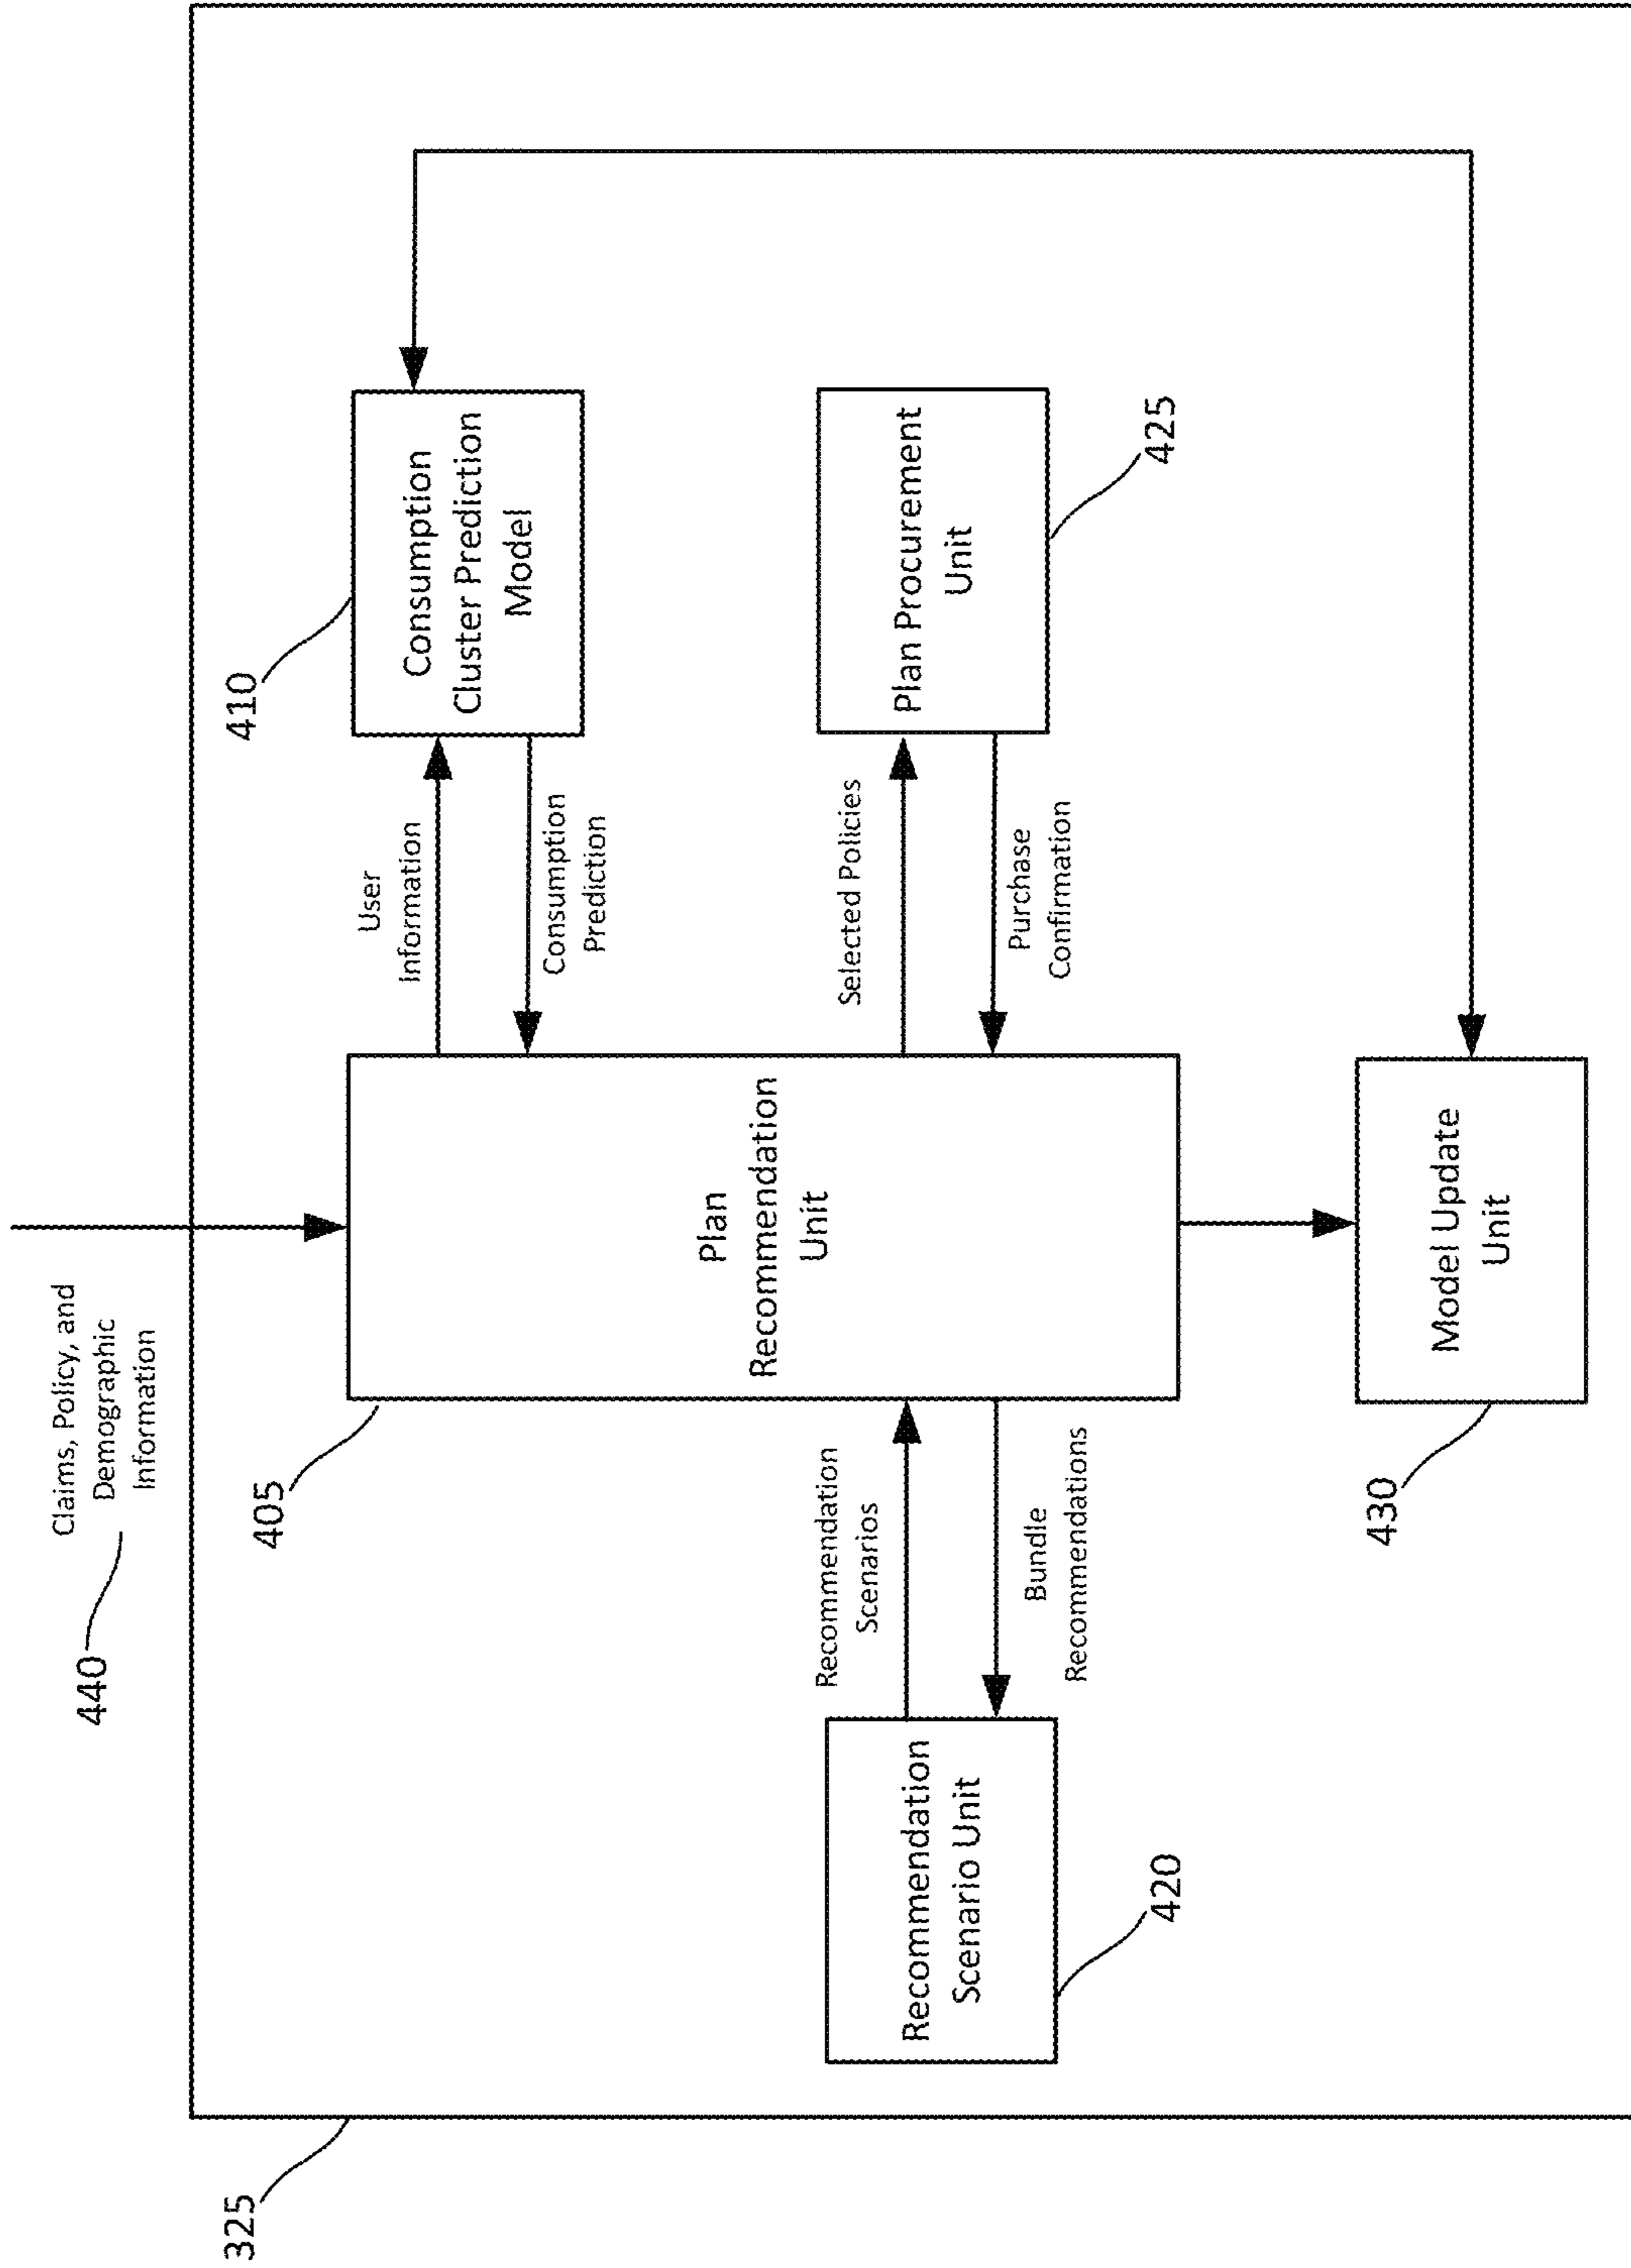 440
Claims, Policy, and
Demographic
Information
325
405
Plan
Recommendation
Unit
410
User
Information
Consumption
Prediction
Consumption
Cluster Prediction
Model
Recommendation
Scenario Unit
420
Recommendation
Scenarios
Bundle
Recommendations
Selected Policies
Purchase
Confirmation
Plan Procurement
Unit
425
430
Model Update
Unit